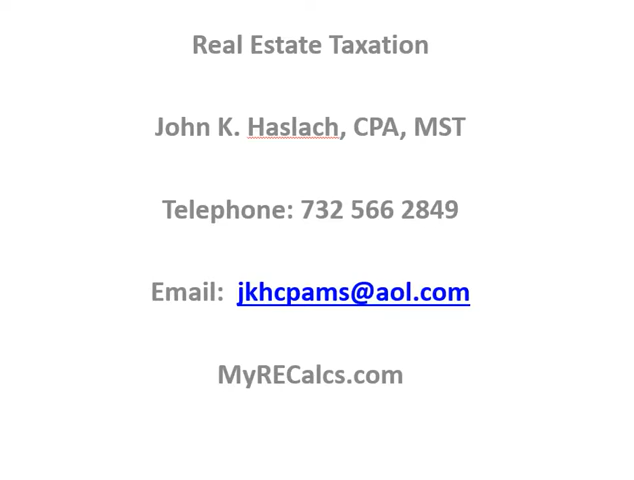 Real Estate Taxation
John K. Haslach, CPA, MST
Telephone: 732 566 2849
Email: jkhcpams@aol.com
MyRECalcs.com